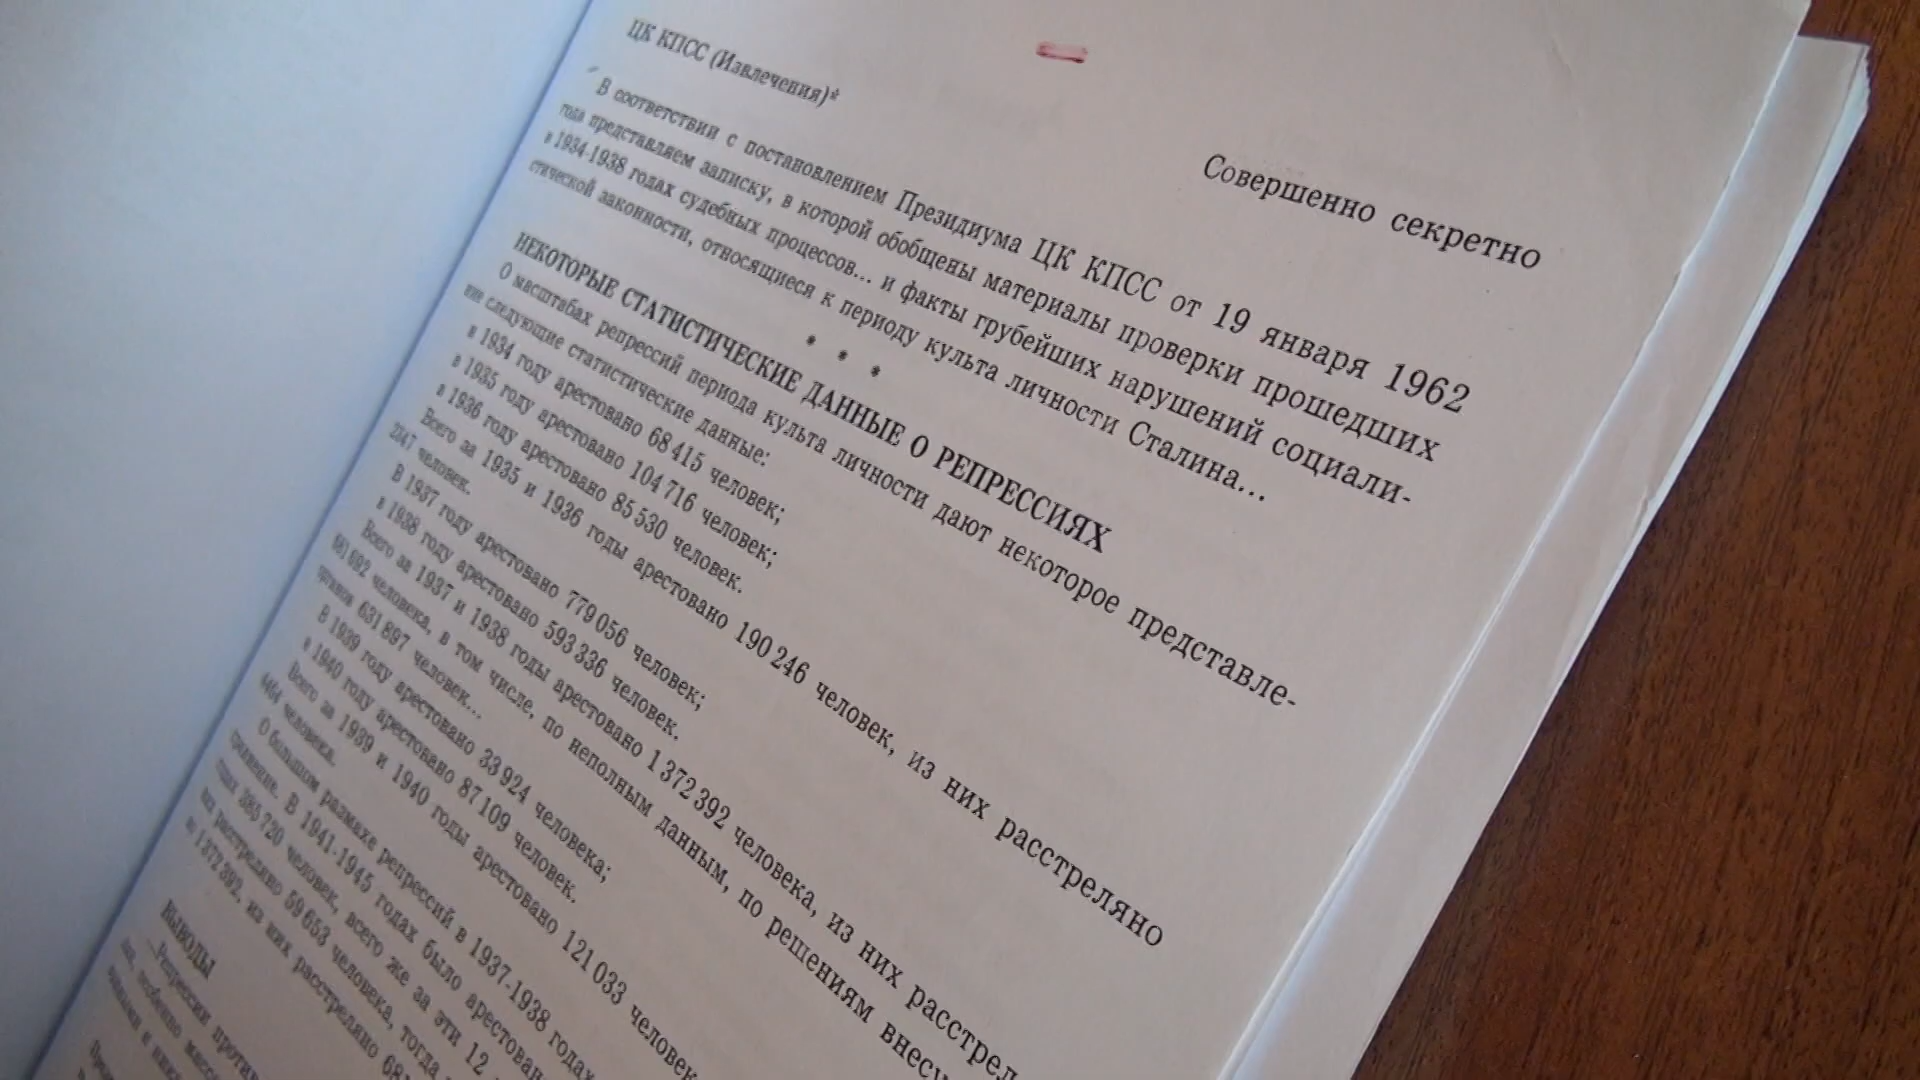 Совершенно секретно
ЦК КПСС (Извлечения)*
В соответствии с постановлением Президиума ЦК КПСС от 19 января 1962
года представляем записку, в которой обобщены материалы проверки прошедших
в 1934-1938 годах судебных процессов... и факты грубейших нарушений социали-
стической законности, относящиеся к периоду культа личности Сталина...
* * *
НЕКОТОРЫЕ СТАТИСТИЧЕСКИЕ ДАННЫЕ О РЕПРЕССИЯХ
О масштабах репрессий периода культа личности дают некоторое представле-
ние следующие статистические данные:
в 1934 году арестовано 68 415 человек;
в 1935 году арестовано 104 716 человек;
в 1936 году арестовано 85 530 человек.
Всего за 1935 и 1936 годы арестовано 190 246 человек, из них расстреляно
2347 человек.
В 1937 году арестовано 779 056 человек;
в 1938 году арестовано 593 336 человек.
Всего за 1937 и 1938 годы арестовано 1 372 392 человека, из них расстрел
681 692 человека, в том числе, по неполным данным, по решениям внесу
органов 631 897 человек...
В 1939 году арестовано 33 924 человека;
в 1940 году арестовано 87 109 человек.
Всего за 1939 и 1940 годы арестовано 121 033 человек
4464 человека.
О большом размахе репрессий в 1937-1938 годах
сравнение. В 1941-1945 годах было арестован
385 720 человек, всего же за эти 12
расстреляно 59 653 человека, тогда
1 372 392, из них расстреляно 681
ВЫВОДЫ
...Репрессии против
особенно массо